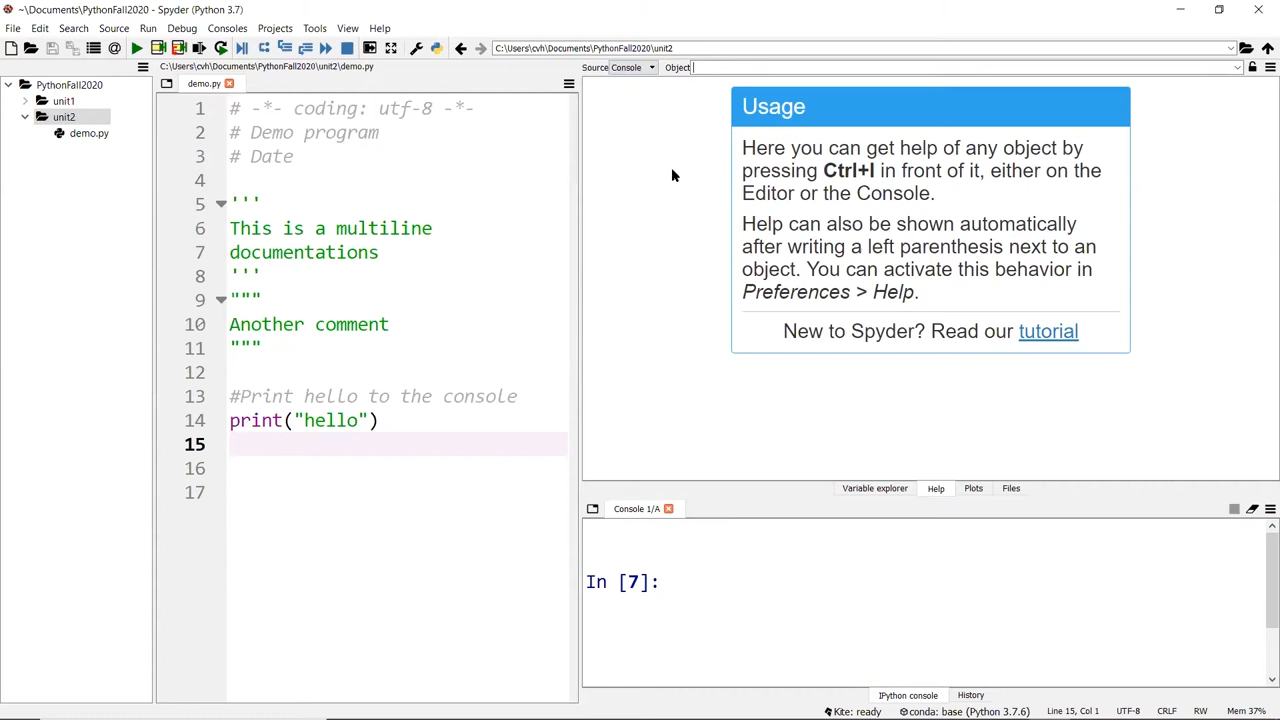 ~\Documents\PythonFall2020 - Spyder (Python 3.7)
File Edit Search Source Run Debug Consoles Projects Tools View Help
C:\Users\cvh\Documents\PythonFall2020\unit2
C:\Users\cvh\Documents\PythonFall2020\unit2\demo.py
Source Console Object
PythonFall2020
unit1
unit2
demo.py
demo.py
1 # -*- coding: utf-8 -*-
2 # Demo program
3 # Date
4
5 '''
6 This is a multiline
7 documentations
8 '''
9 """
10 Another comment
11 """
12
13 #Print hello to the console
14 print("hello")
15
16
17
Usage
Here you can get help of any object by
pressing Ctrl+I in front of it, either on the
Editor or the Console.
Help can also be shown automatically
after writing a left parenthesis next to an
object. You can activate this behavior in
Preferences > Help.
New to Spyder? Read our tutorial
Variable explorer Help Plots Files
Console 1/A
In [7]:
IPython console History
Kite: ready conda: base (Python 3.7.6) Line 15, Col 1 UTF-8 CRLF RW Mem 37%